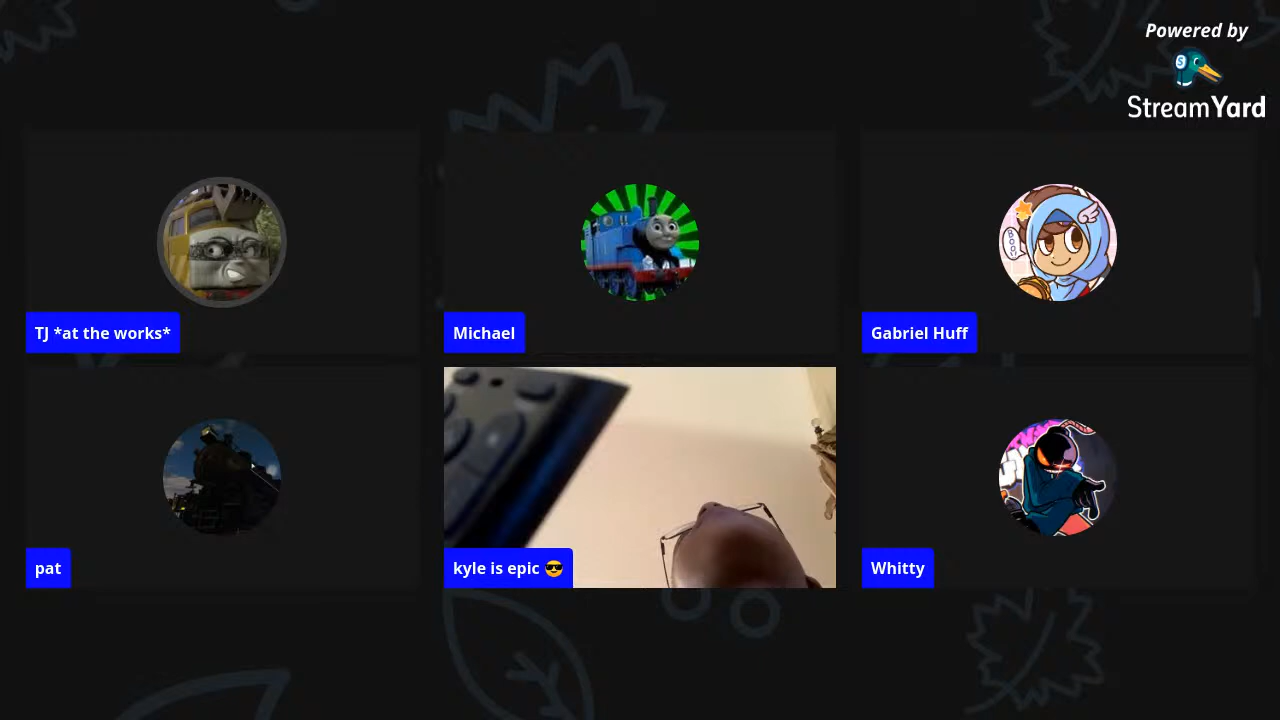 Powered by
StreamYard
TJ *at the works*
Michael
Gabriel Huff
pat
kyle is epic 😎
Whitty